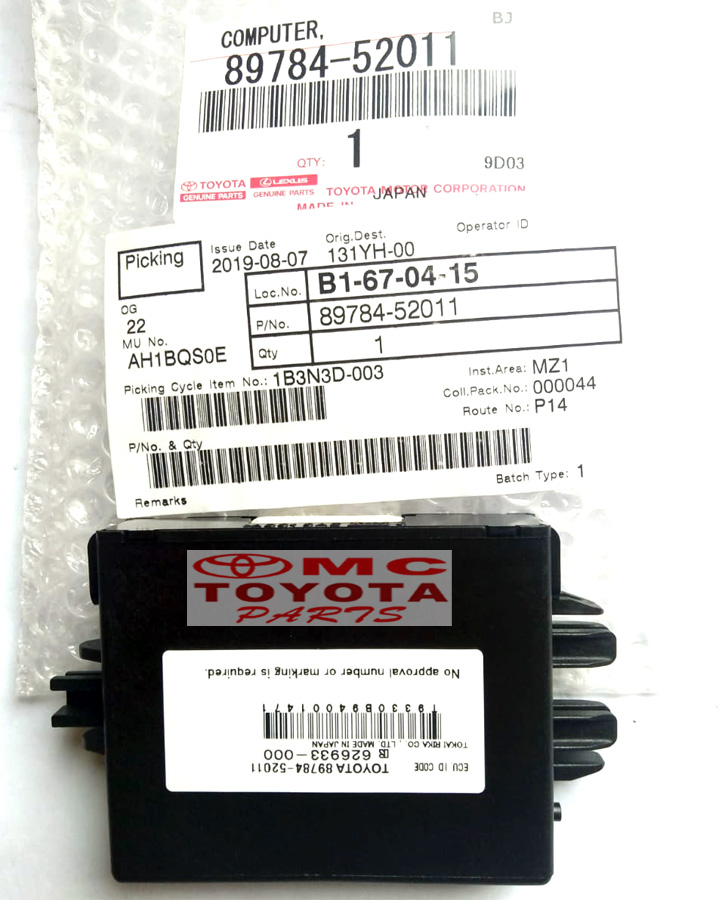 BJ
COMPUTER,
89784-52011
QTY: 1
9D03
TOYOTA LEXUS TOYOTA MOTOR CORPORATION
GENUINE PARTS GENUINE PARTS
MADE IN JAPAN
Picking
Issue Date
2019-08-07
Orig.Dest.
131YH-00
Operator ID
Loc.No. B1-67-04-15
P/No. 89784-52011
Qty 1
OG
22
MU No.
AH1BQS0E
Picking Cycle Item No.: 1B3N3D-003
Inst.Area: MZ1
Coll.Pack.No.: 000044
Route No.: P14
P/No. & Qty
Batch Type: 1
Remarks
MC
TOYOTA
PARTS
ECU ID CODE
TOYOTA 89784-52011
626933-000
TOKAI RIKA CO., LTD. MADE IN JAPAN
19330B94001471
No approval number or marking is required.